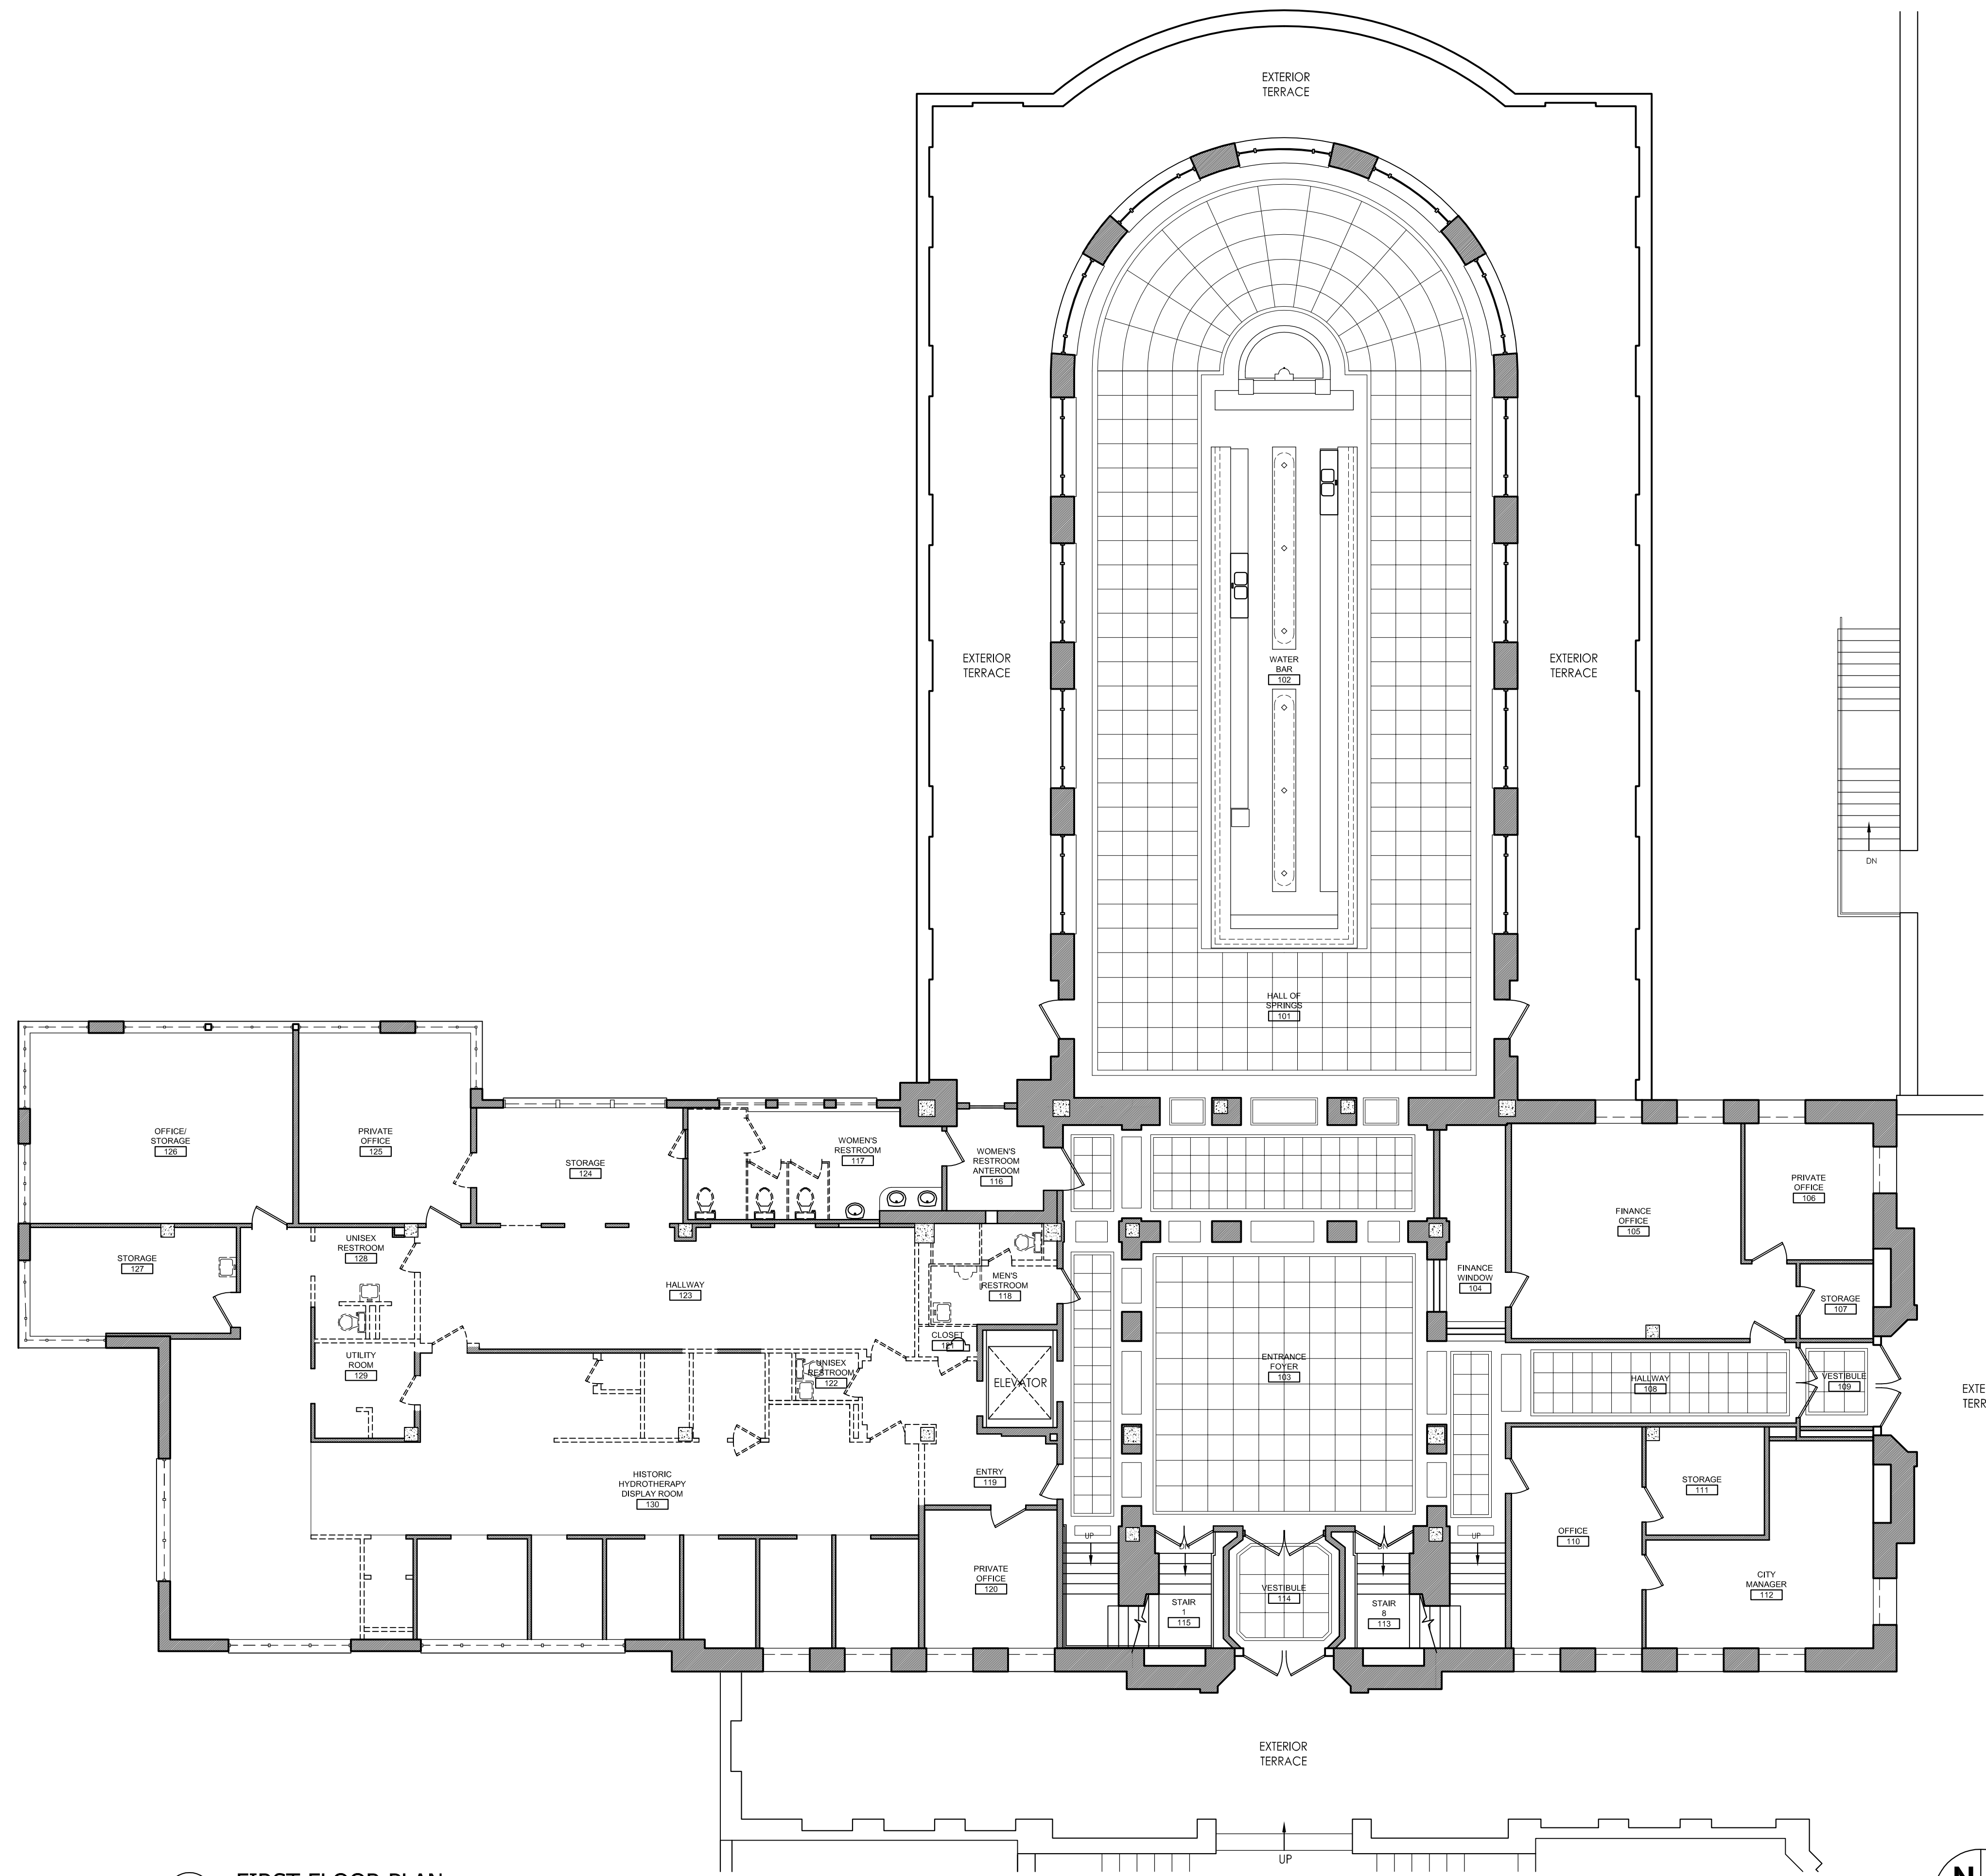 EXTERIOR
TERRACE
EXTERIOR
TERRACE
WATER
BAR
102
EXTERIOR
TERRACE
DN
HALL OF
SPRINGS
101
OFFICE/
STORAGE
126
PRIVATE
OFFICE
125
STORAGE
124
WOMEN'S
RESTROOM
117
WOMEN'S
RESTROOM
ANTEROOM
116
FINANCE
OFFICE
105
PRIVATE
OFFICE
106
STORAGE
127
UNISEX
RESTROOM
128
HALLWAY
123
MEN'S
RESTROOM
118
FINANCE
WINDOW
104
STORAGE
107
CLOSET
UTILITY
ROOM
129
UNISEX
RESTROOM
122
ELEVATOR
ENTRANCE
FOYER
103
HALLWAY
108
VESTIBULE
109
EXTE
TERR
HISTORIC
HYDROTHERAPY
DISPLAY ROOM
130
ENTRY
119
STORAGE
111
OFFICE
110
UP
DN
DN
UP
PRIVATE
OFFICE
120
STAIR
1
115
VESTIBULE
114
STAIR
8
113
CITY
MANAGER
112
EXTERIOR
TERRACE
UP
FIRST FLOOR PLAN
N